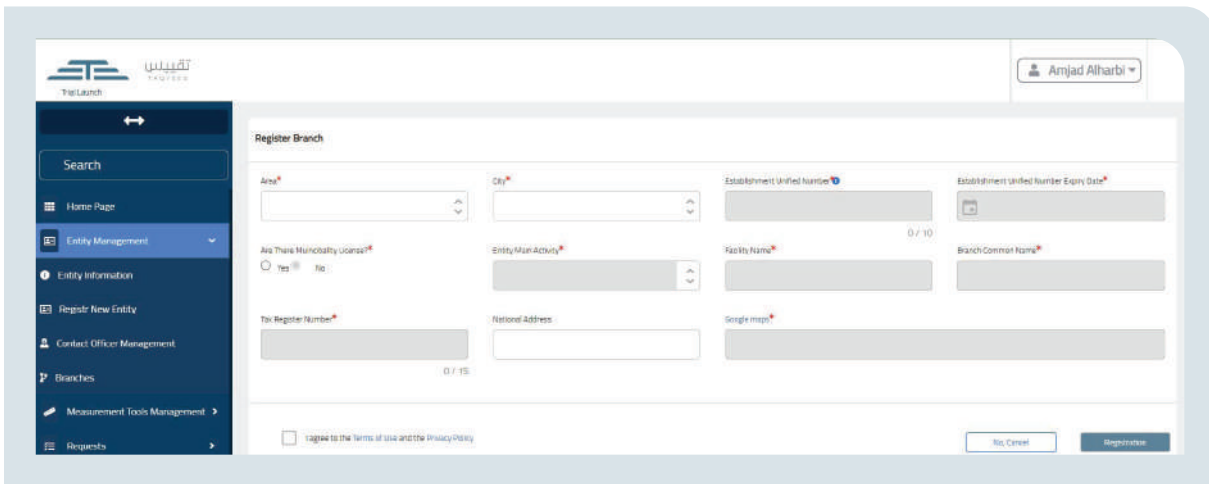 تقييس
TAQYEES
Trial Launch
Amjad Alharbi
Search
Home Page
Entity Management
Entity Information
Registr New Entity
Contact Officer Management
Branches
Measurement Tools Management
Requests
Register Branch
Area*
City*
Establishment Unified Number*
Establishment Unified Number Expiry Date*
0 / 10
Are There Muincibality License?*
Yes No
Entity Main Activity*
Facility Name*
Branch Common Name*
Tax Register Number*
National Address
Google maps*
0 / 15
I agree to the Terms of Use and the Privacy Policy
No, Cancel
Registration